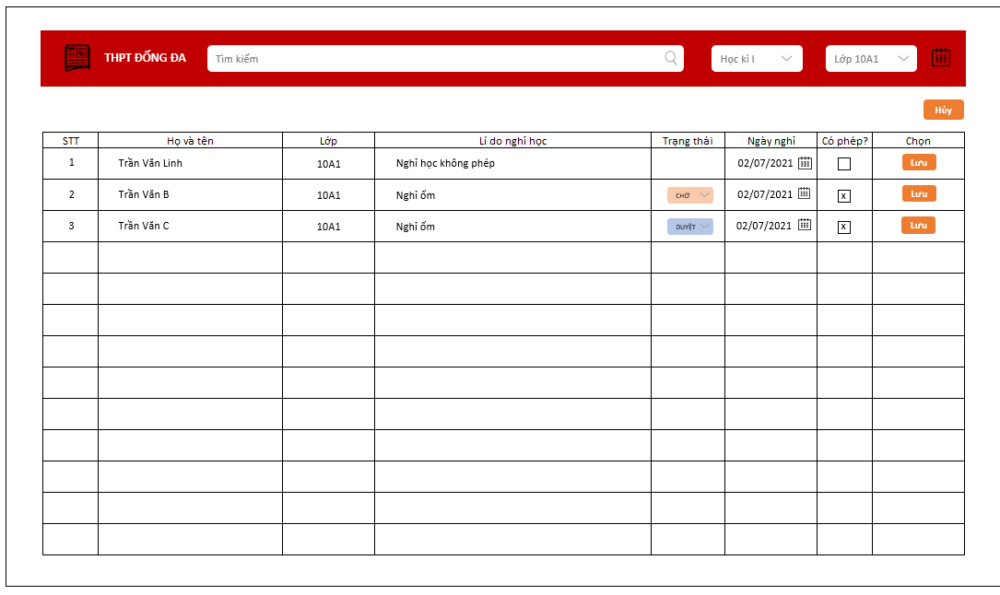 THPT ĐỐNG ĐA Tìm kiếm Học kì I Lớp 10A1
Hủy
STT Họ và tên Lớp Lí do nghỉ học Trạng thái Ngày nghỉ Có phép? Chọn
1 Trần Văn Linh 10A1 Nghỉ học không phép 02/07/2021 Lưu
2 Trần Văn B 10A1 Nghỉ ốm CHỜ 02/07/2021 X Lưu
3 Trần Văn C 10A1 Nghỉ ốm DUYỆT 02/07/2021 X Lưu